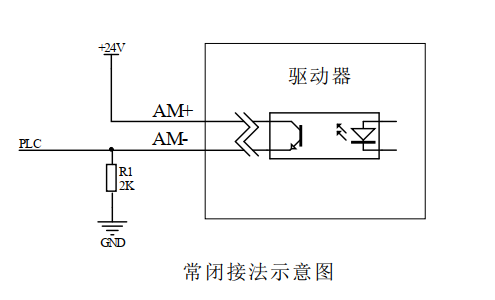 +24V
驱动器
AM+
AM-
PLC
R1
2K
GND
常闭接法示意图